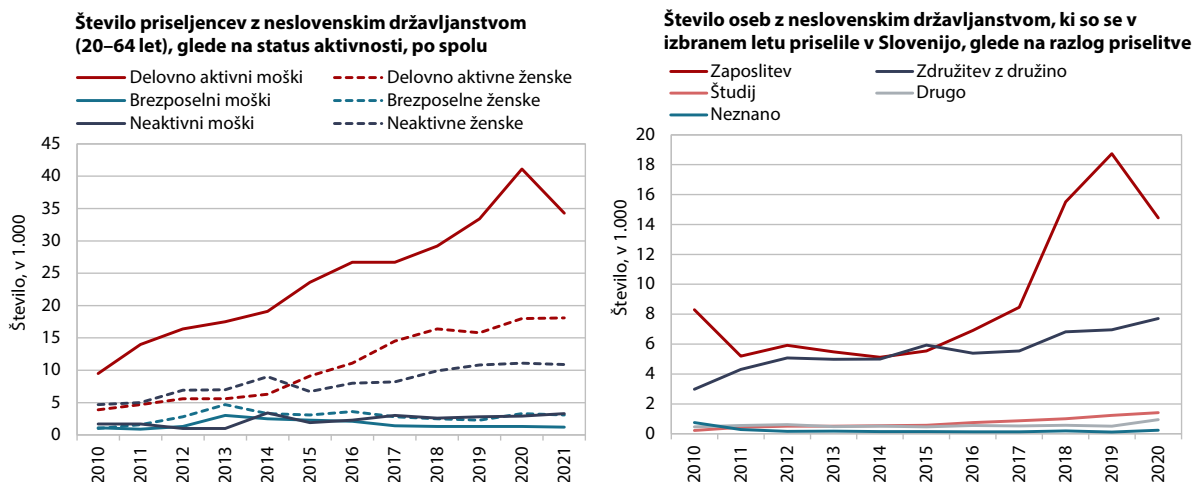 Število priseljencev z neslovenskim državljanstvom
(20–64 let), glede na status aktivnosti, po spolu
Delovno aktivni moški
Delovno aktivne ženske
Brezposelni moški
Brezposelne ženske
Neaktivni moški
Neaktivne ženske
Število, v 1.000
45
40
35
30
25
20
15
10
5
0
2010
2011
2012
2013
2014
2015
2016
2017
2018
2019
2020
2021
Število oseb z neslovenskim državljanstvom, ki so se v
izbranem letu priselile v Slovenijo, glede na razlog priselitve
Zaposlitev
Združitev z družino
Študij
Drugo
Neznano
Število, v 1.000
20
18
16
14
12
10
8
6
4
2
0
2010
2011
2012
2013
2014
2015
2016
2017
2018
2019
2020